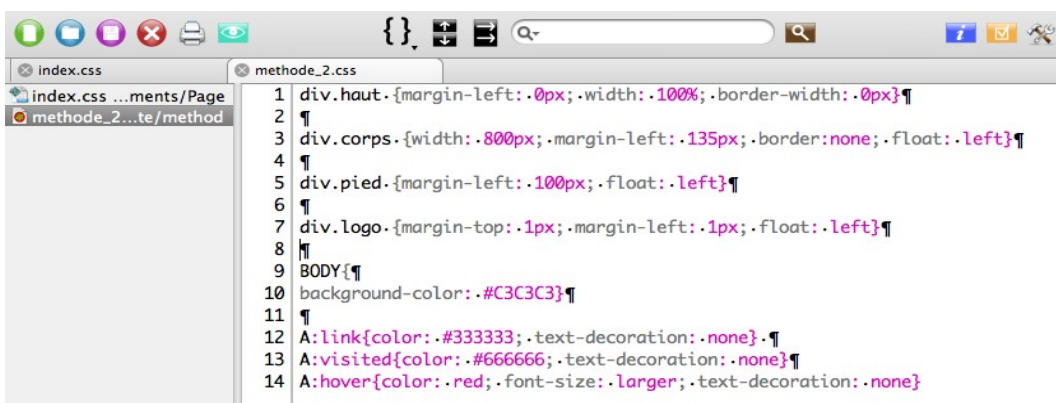 index.css
methode_2.css
index.css ...ments/Page
methode_2...te/method
1 div.haut·{margin-left:·0px;·width:·100%;·border-width:·0px}¶
2 ¶
3 div.corps·{width:·800px;·margin-left:·135px;·border:none;·float:·left}¶
4 ¶
5 div.pied·{margin-left:·100px;·float:·left}¶
6 ¶
7 div.logo·{margin-top:·1px;·margin-left:·1px;·float:·left}¶
8 ¶
9 BODY{¶
10 background-color:·#C3C3C3}¶
11 ¶
12 A:link{color:·#333333;·text-decoration:·none}·¶
13 A:visited{color:·#666666;·text-decoration:·none}¶
14 A:hover{color:·red;·font-size:·larger;·text-decoration:·none}